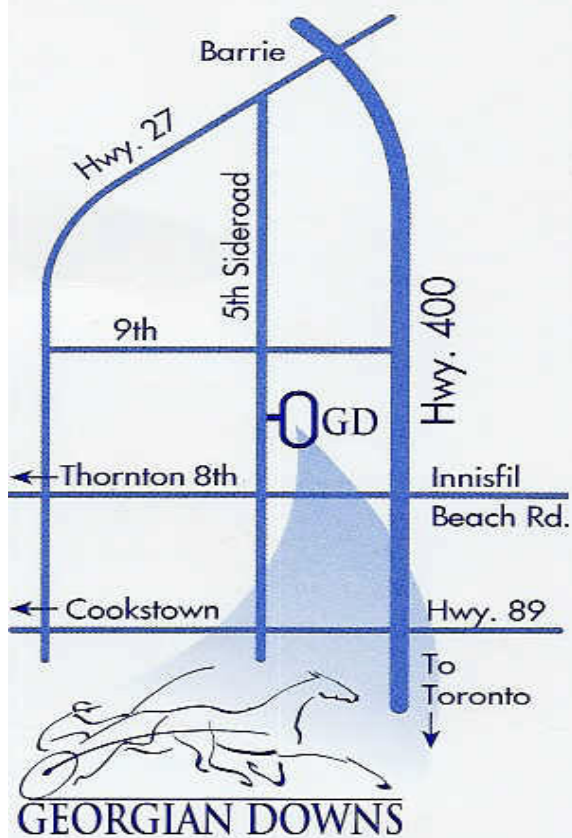 Barrie
Hwy. 27
5th Sideroad
9th
Hwy. 400
GD
Thornton 8th
Innisfil
Beach Rd.
Cookstown
Hwy. 89
To
Toronto
GEORGIAN DOWNS